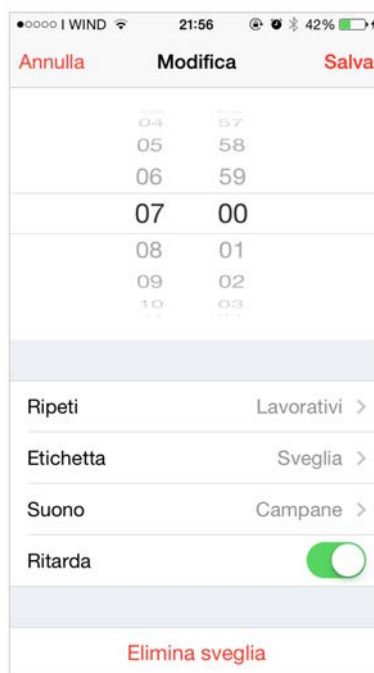 I WIND 21:56 42%
Annulla Modifica Salva
04 57
05 58
06 59
07 00
08 01
09 02
10 03
Ripeti Lavorativi >
Etichetta Sveglia >
Suono Campane >
Ritarda
Elimina sveglia